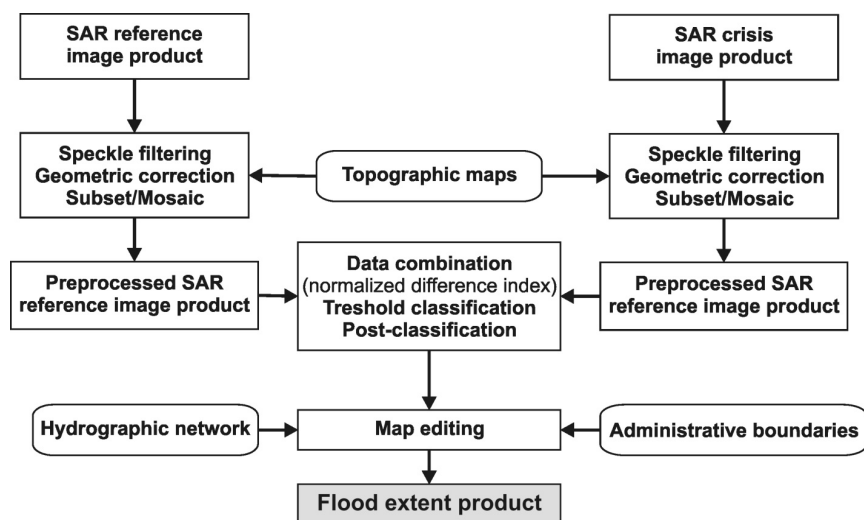 SAR reference
image product
SAR crisis
image product
Speckle filtering
Geometric correction
Subset/Mosaic
Topographic maps
Speckle filtering
Geometric correction
Subset/Mosaic
Preprocessed SAR
reference image product
Data combination
(normalized difference index)
Treshold classification
Post-classification
Preprocessed SAR
reference image product
Hydrographic network
Map editing
Administrative boundaries
Flood extent product